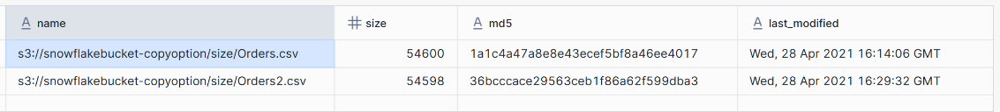 A name # size A md5 A last_modified
s3://snowflakebucket-copyoption/size/Orders.csv 54600 1a1c4a47a8e8e43ecef5bf8a46ee4017 Wed, 28 Apr 2021 16:14:06 GMT
s3://snowflakebucket-copyoption/size/Orders2.csv 54598 36bcccace29563ceb1f86a62f599dba3 Wed, 28 Apr 2021 16:29:32 GMT